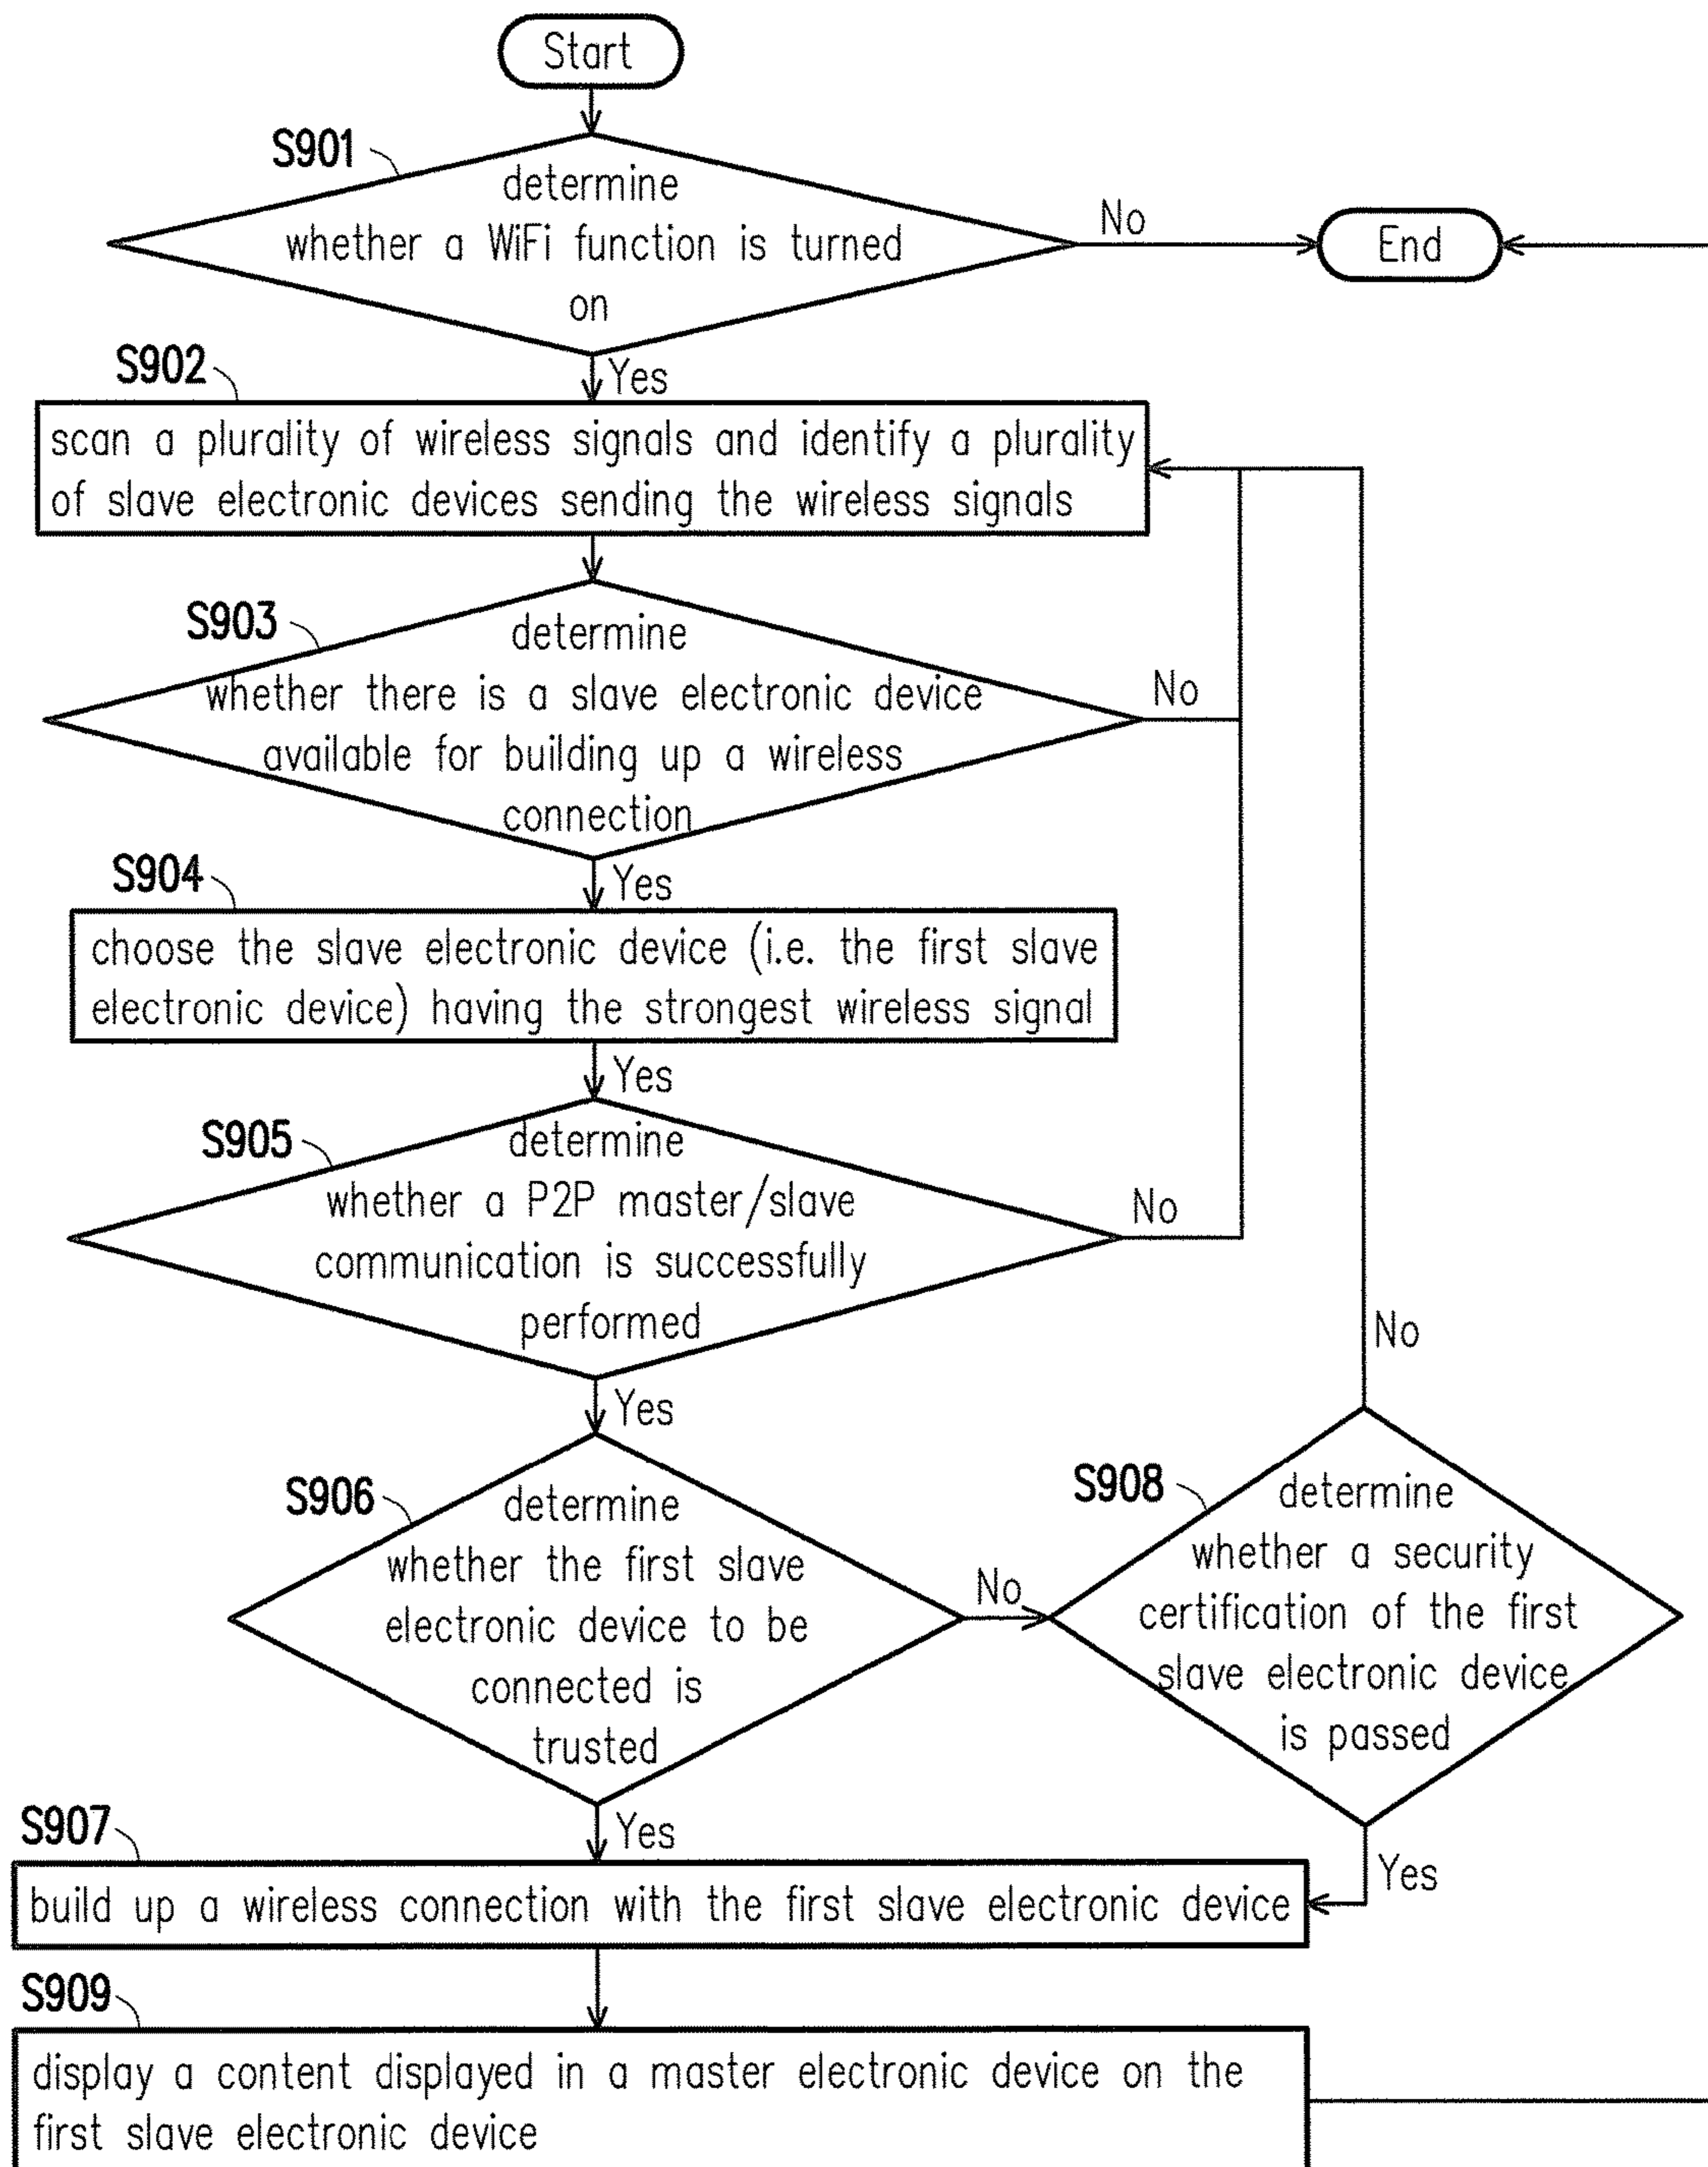 Start
S901
determine
whether a WiFi function is turned
on
No
End
Yes
S902
scan a plurality of wireless signals and identify a plurality
of slave electronic devices sending the wireless signals
S903
determine
whether there is a slave electronic device
available for building up a wireless
connection
No
Yes
S904
choose the slave electronic device (i.e. the first slave
electronic device) having the strongest wireless signal
Yes
S905
determine
whether a P2P master/slave
communication is successfully
performed
No
Yes
S906
determine
whether the first slave
electronic device to be
connected is
trusted
No
S908
determine
whether a security
certification of the first
slave electronic device
is passed
No
Yes
Yes
S907
build up a wireless connection with the first slave electronic device
S909
display a content displayed in a master electronic device on the
first slave electronic device